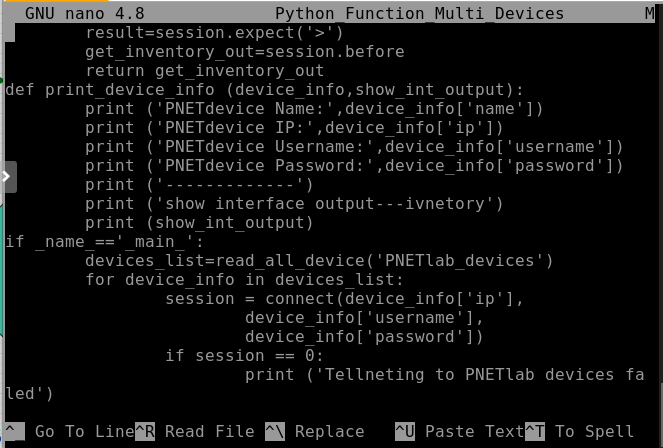 GNU nano 4.8 Python_Function_Multi_Devices M
result=session.expect('>')
get_inventory_out=session.before
return get_inventory_out
def print_device_info (device_info,show_int_output):
print ('PNETdevice Name:',device_info['name'])
print ('PNETdevice IP:',device_info['ip'])
print ('PNETdevice Username:',device_info['username'])
print ('PNETdevice Password:',device_info['password'])
print ('-------------')
print ('show interface output---ivnetory')
print (show_int_output)
if _name_=='_main_':
devices_list=read_all_device('PNETlab_devices')
for device_info in devices_list:
session = connect(device_info['ip'],
device_info['username'],
device_info['password'])
if session == 0:
print ('Tellneting to PNETlab devices fa
led')
^_ Go To Line ^R Read File ^\ Replace ^U Paste Text ^T To Spell